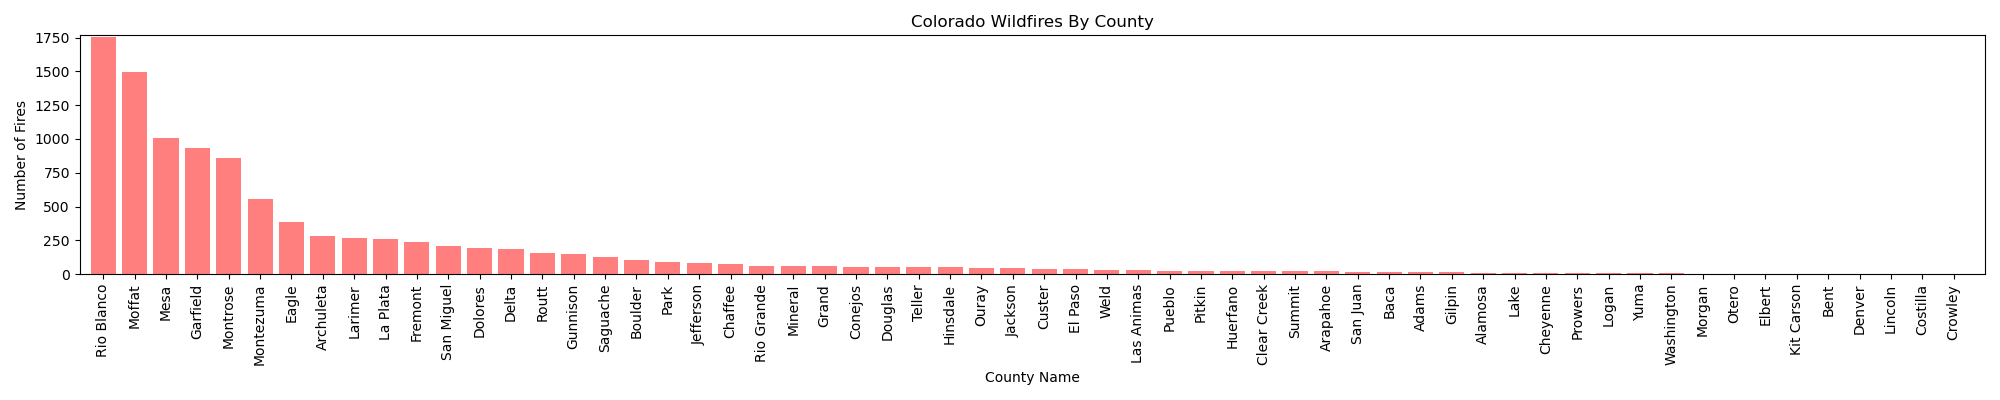 Colorado Wildfires By County
Number of Fires
1750
1500
1250
1000
750
500
250
0
Rio Blanco
Moffat
Mesa
Garfield
Montrose
Montezuma
Eagle
Archuleta
Larimer
La Plata
Fremont
San Miguel
Dolores
Delta
Routt
Gunnison
Saguache
Boulder
Park
Jefferson
Chaffee
Rio Grande
Mineral
Grand
Conejos
Douglas
Teller
Hinsdale
Ouray
Jackson
Custer
El Paso
Weld
Las Animas
Pueblo
Pitkin
Huerfano
Clear Creek
Summit
Arapahoe
San Juan
Baca
Adams
Gilpin
Alamosa
Lake
Cheyenne
Prowers
Logan
Yuma
Washington
Morgan
Otero
Elbert
Kit Carson
Bent
Denver
Lincoln
Costilla
Crowley
County Name